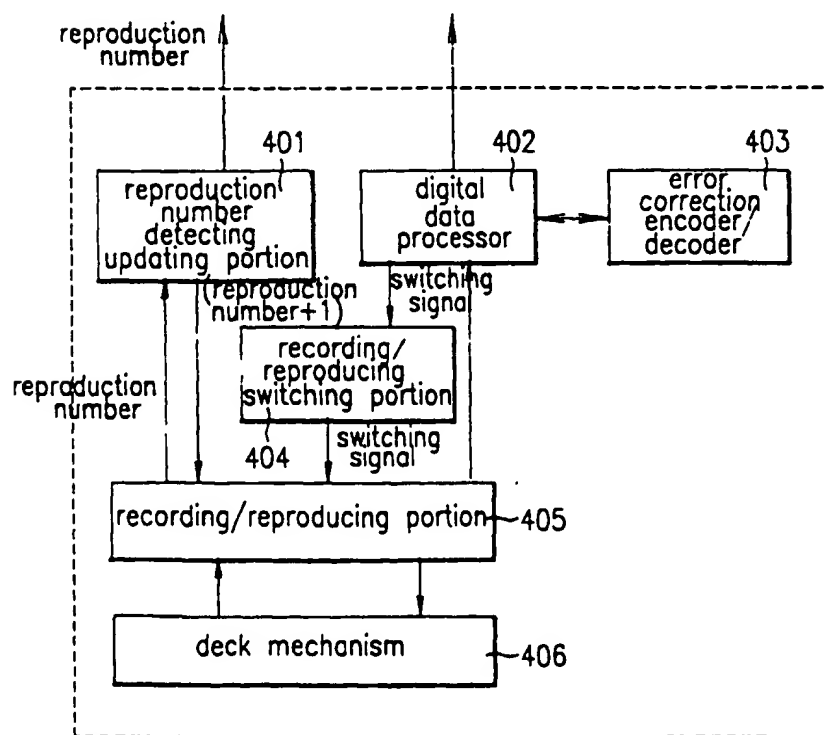 reproduction
number
401
402
403
reproduction
number
detecting
updating portion
digital
data
processor
error
correction
encoder/
decoder
(reproduction
number+1)
switching
signal
recording/
reproducing
switching portion
reproduction
number
404
switching
signal
recording/reproducing portion
405
deck mechanism
406